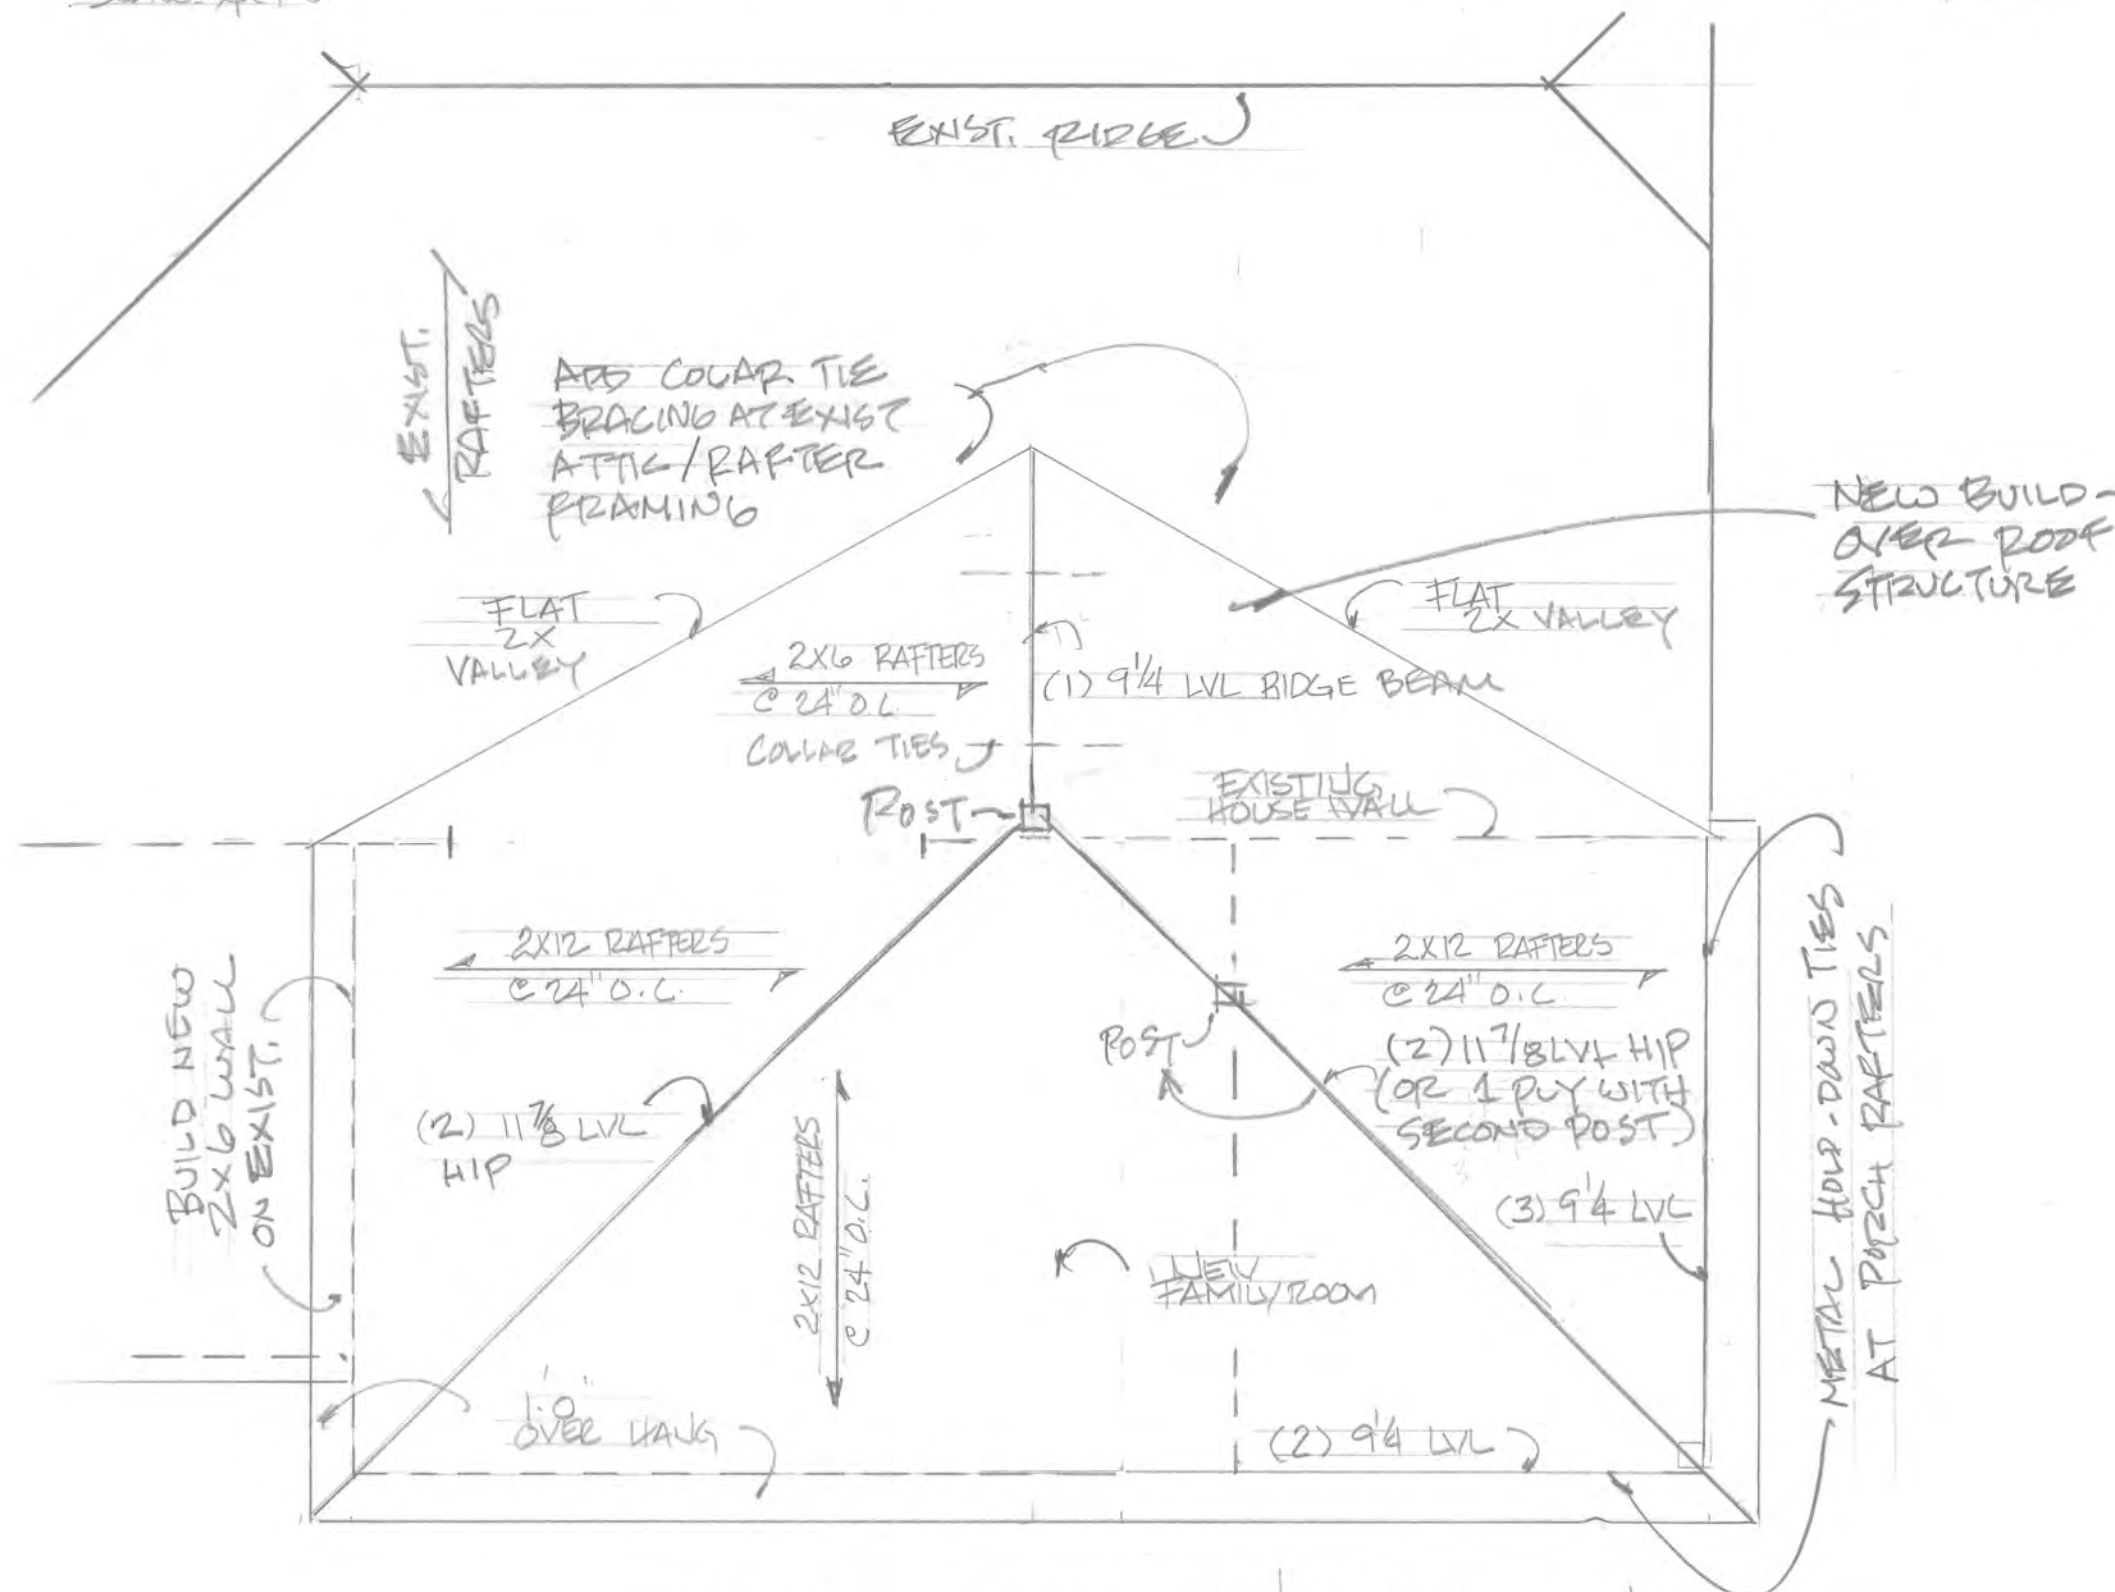 EXIST. RIDGE
EXIST.
RAFTERS
ADD COLAR TIE
BRACING AT EXIST
ATTIC/RAFTER
FRAMING
NEW BUILD-
OVER ROOF
STRUCTURE
FLAT
2X
VALLEY
FLAT
2X VALLEY
2X6 RAFTERS
@ 24" O.C.
(1) 9 1/4 LVL RIDGE BEAM
COLLAR TIES
POST
EXISTING
HOUSE WALL
BUILD NEW
2X6 WALL
ON EXIST.
2X12 RAFTERS
@ 24" O.C.
2X12 RAFTERS
@ 24" O.C.
POST
(2) 11 7/8 LVL HIP
(OR 1 PLY WITH
SECOND POST)
(2) 11 7/8 LVL
HIP
2X12 RAFTERS
@ 24" O.C.
(3) 9 1/4 LVL
NEW
FAMILY ROOM
METAL HOLD-DOWN TIES
AT PORCH RAFTERS
1'-0"
OVER HANG
(2) 9 1/4 LVL